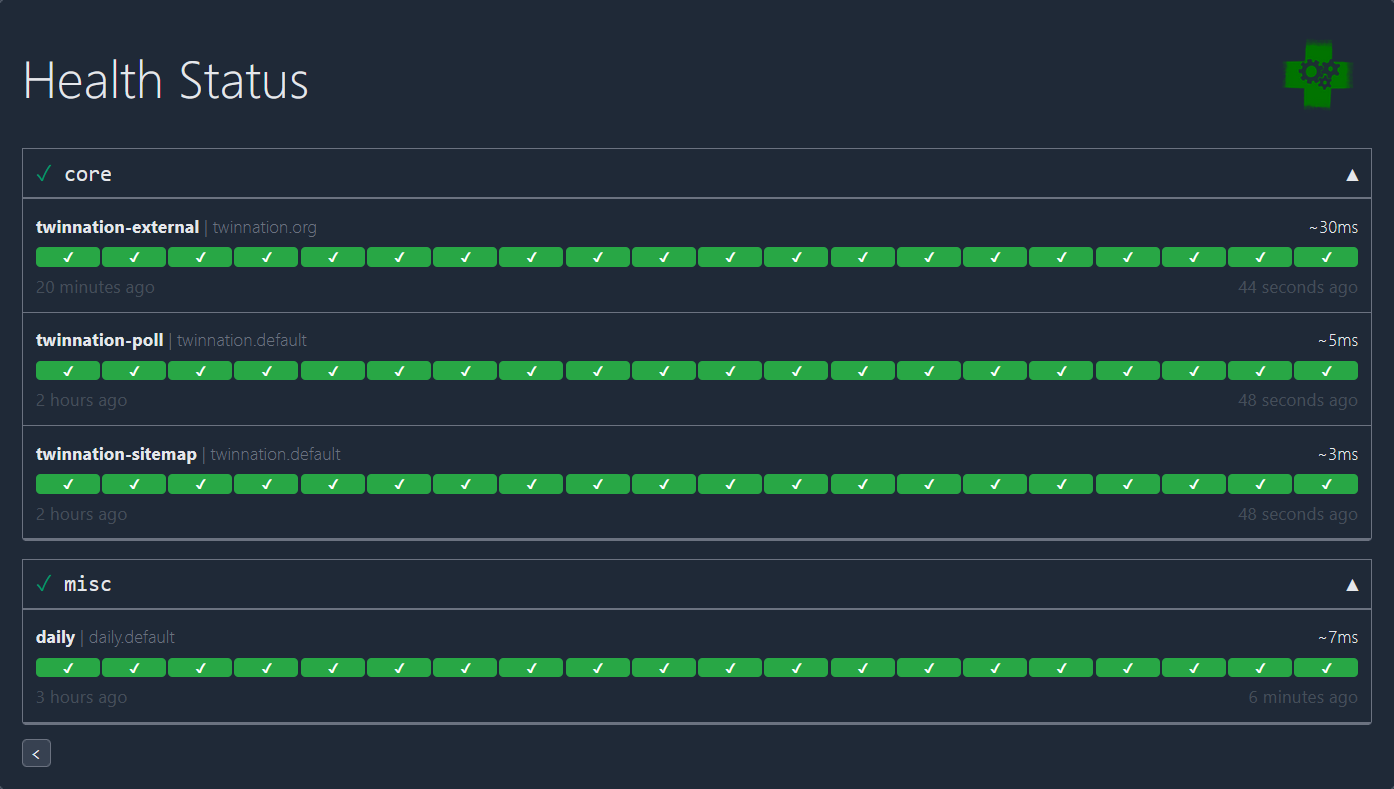 Health Status
✓ core ▲
twinnation-external | twinnation.org ~30ms
✓ ✓ ✓ ✓ ✓ ✓ ✓ ✓ ✓ ✓ ✓ ✓ ✓ ✓ ✓ ✓ ✓ ✓ ✓ ✓
20 minutes ago 44 seconds ago
twinnation-poll | twinnation.default ~5ms
✓ ✓ ✓ ✓ ✓ ✓ ✓ ✓ ✓ ✓ ✓ ✓ ✓ ✓ ✓ ✓ ✓ ✓ ✓ ✓
2 hours ago 48 seconds ago
twinnation-sitemap | twinnation.default ~3ms
✓ ✓ ✓ ✓ ✓ ✓ ✓ ✓ ✓ ✓ ✓ ✓ ✓ ✓ ✓ ✓ ✓ ✓ ✓ ✓
2 hours ago 48 seconds ago
✓ misc ▲
daily | daily.default ~7ms
✓ ✓ ✓ ✓ ✓ ✓ ✓ ✓ ✓ ✓ ✓ ✓ ✓ ✓ ✓ ✓ ✓ ✓ ✓ ✓
3 hours ago 6 minutes ago
<